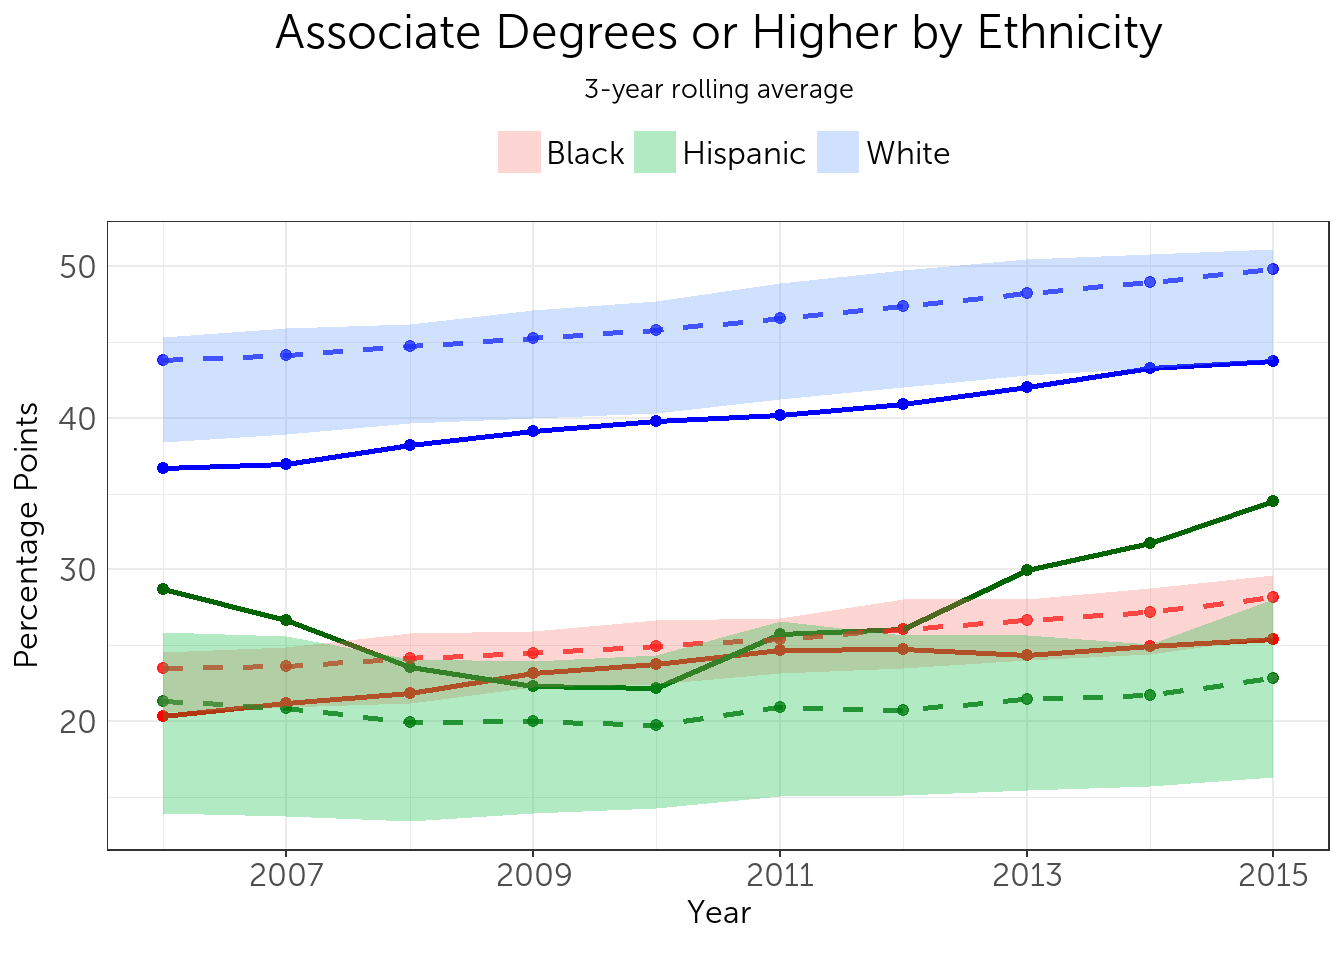 Associate Degrees or Higher by Ethnicity
3-year rolling average
Black Hispanic White
Percentage Points
50
40
30
20
2007 2009 2011 2013 2015
Year